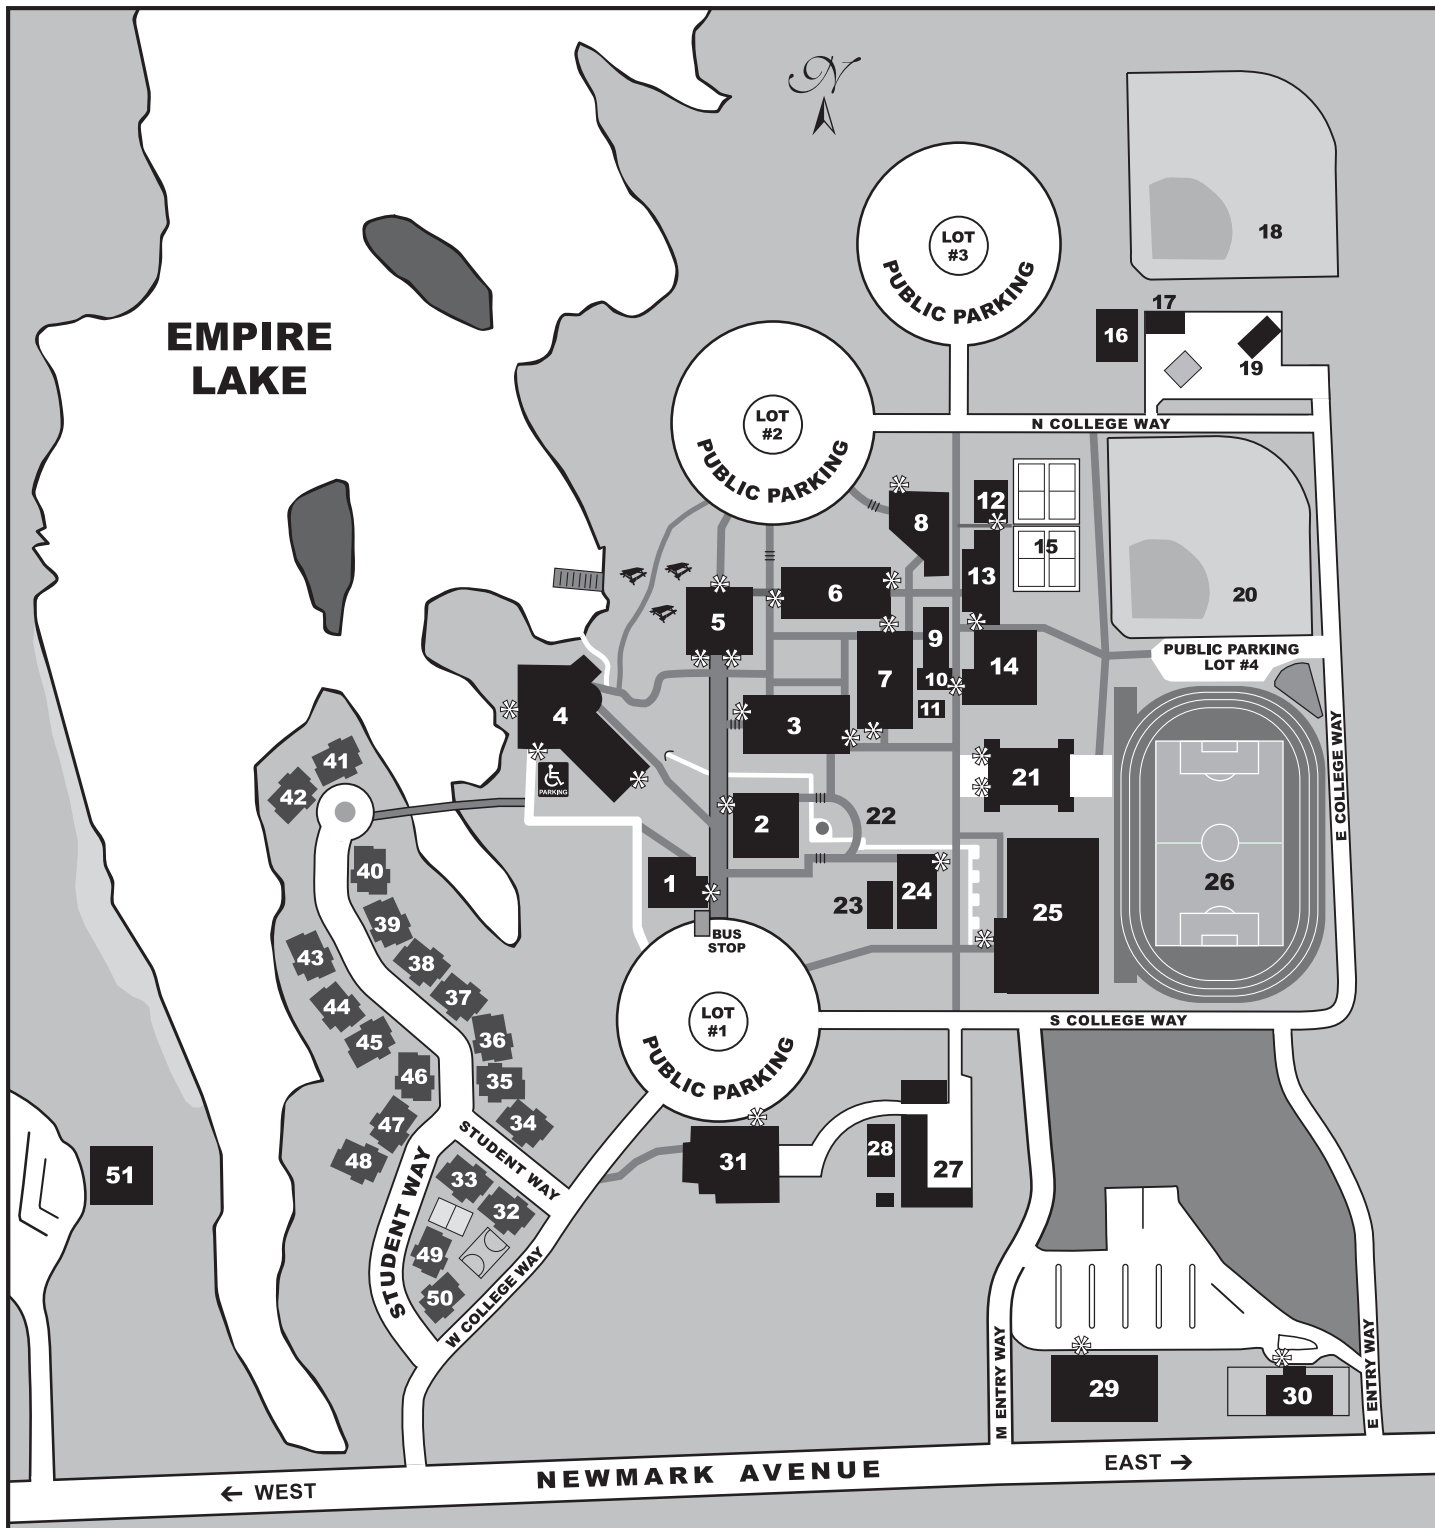 N
LOT
#3
PUBLIC PARKING
18
17
16
19
EMPIRE
LAKE
LOT
#2
PUBLIC PARKING
N COLLEGE WAY
8
12
15
13
6
5
9
20
PUBLIC PARKING
LOT #4
14
7
10
11
4
3
41
42
PARKING
21
E COLLEGE WAY
2
22
40
1
23
24
25
26
39
38
43
37
44
BUS
STOP
LOT
#1
PUBLIC PARKING
S COLLEGE WAY
36
45
46
35
34
47
48
STUDENT WAY
33
32
STUDENT WAY
49
50
W COLLEGE WAY
31
28
27
51
M ENTRY WAY
29
30
E ENTRY WAY
NEWMARK AVENUE
EAST →
← WEST